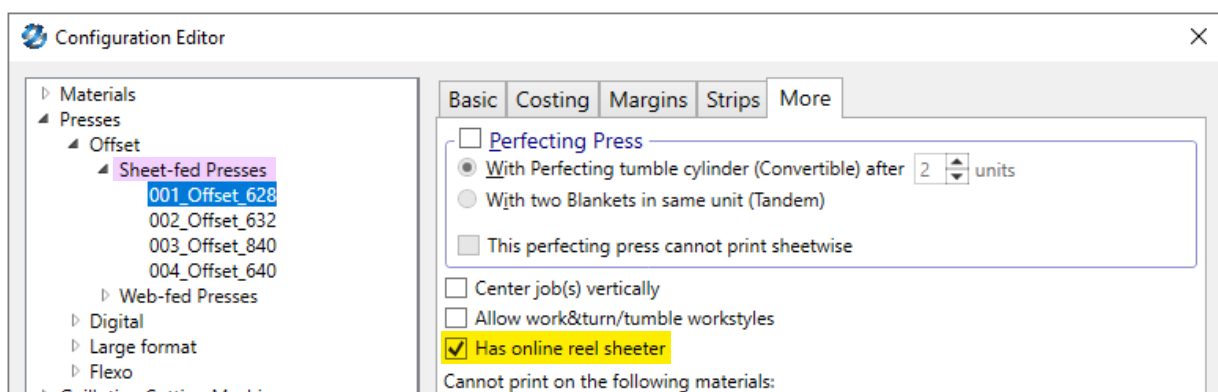 Configuration Editor
Materials
Presses
Offset
Sheet-fed Presses
001_Offset_628
002_Offset_632
003_Offset_840
004_Offset_640
Web-fed Presses
Digital
Large format
Flexo
Basic
Costing
Margins
Strips
More
Perfecting Press
With Perfecting tumble cylinder (Convertible) after 2 units
With two Blankets in same unit (Tandem)
This perfecting press cannot print sheetwise
Center job(s) vertically
Allow work&turn/tumble workstyles
Has online reel sheeter
Cannot print on the following materials: